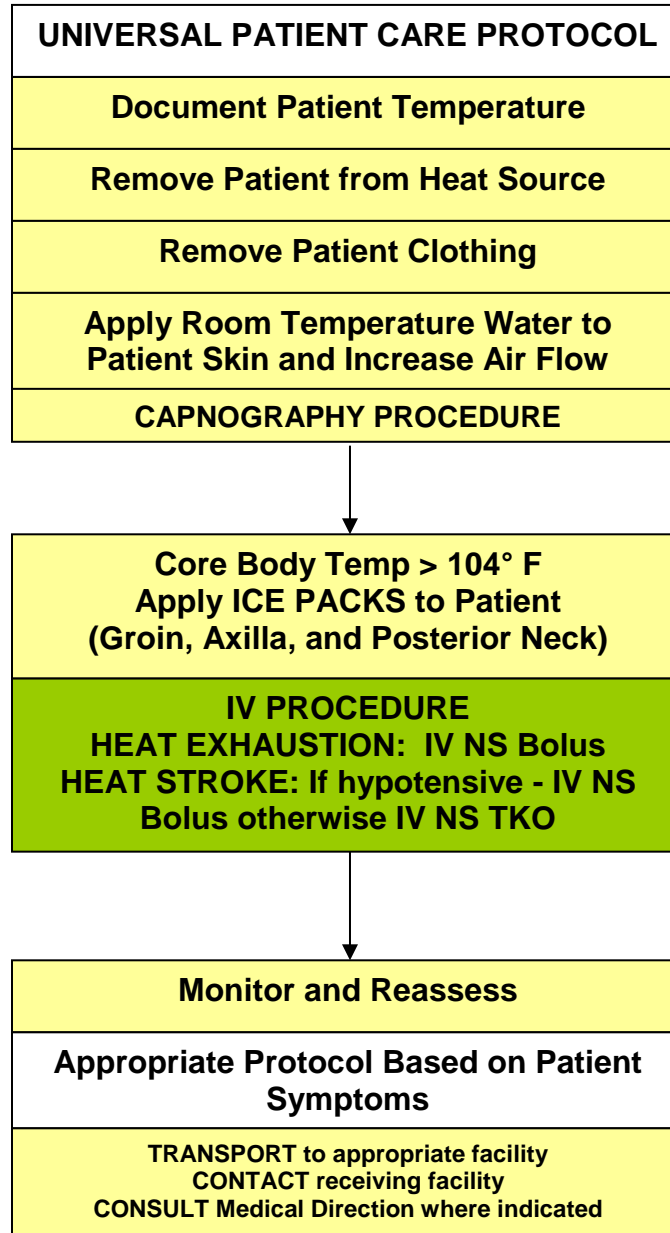 UNIVERSAL PATIENT CARE PROTOCOL
Document Patient Temperature
Remove Patient from Heat Source
Remove Patient Clothing
Apply Room Temperature Water to
Patient Skin and Increase Air Flow
CAPNOGRAPHY PROCEDURE
Core Body Temp > 104° F
Apply ICE PACKS to Patient
(Groin, Axilla, and Posterior Neck)
IV PROCEDURE
HEAT EXHAUSTION:  IV NS Bolus
HEAT STROKE: If hypotensive - IV NS
Bolus otherwise IV NS TKO
Monitor and Reassess
Appropriate Protocol Based on Patient
Symptoms
TRANSPORT to appropriate facility
CONTACT receiving facility
CONSULT Medical Direction where indicated